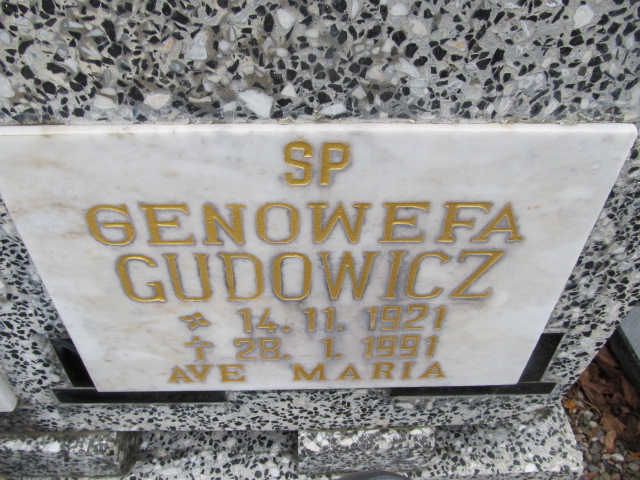 SP
GENOWEFA
GUDOWICZ
* 14. 11. 1921
† 28. 1. 1991
AVE MARIA